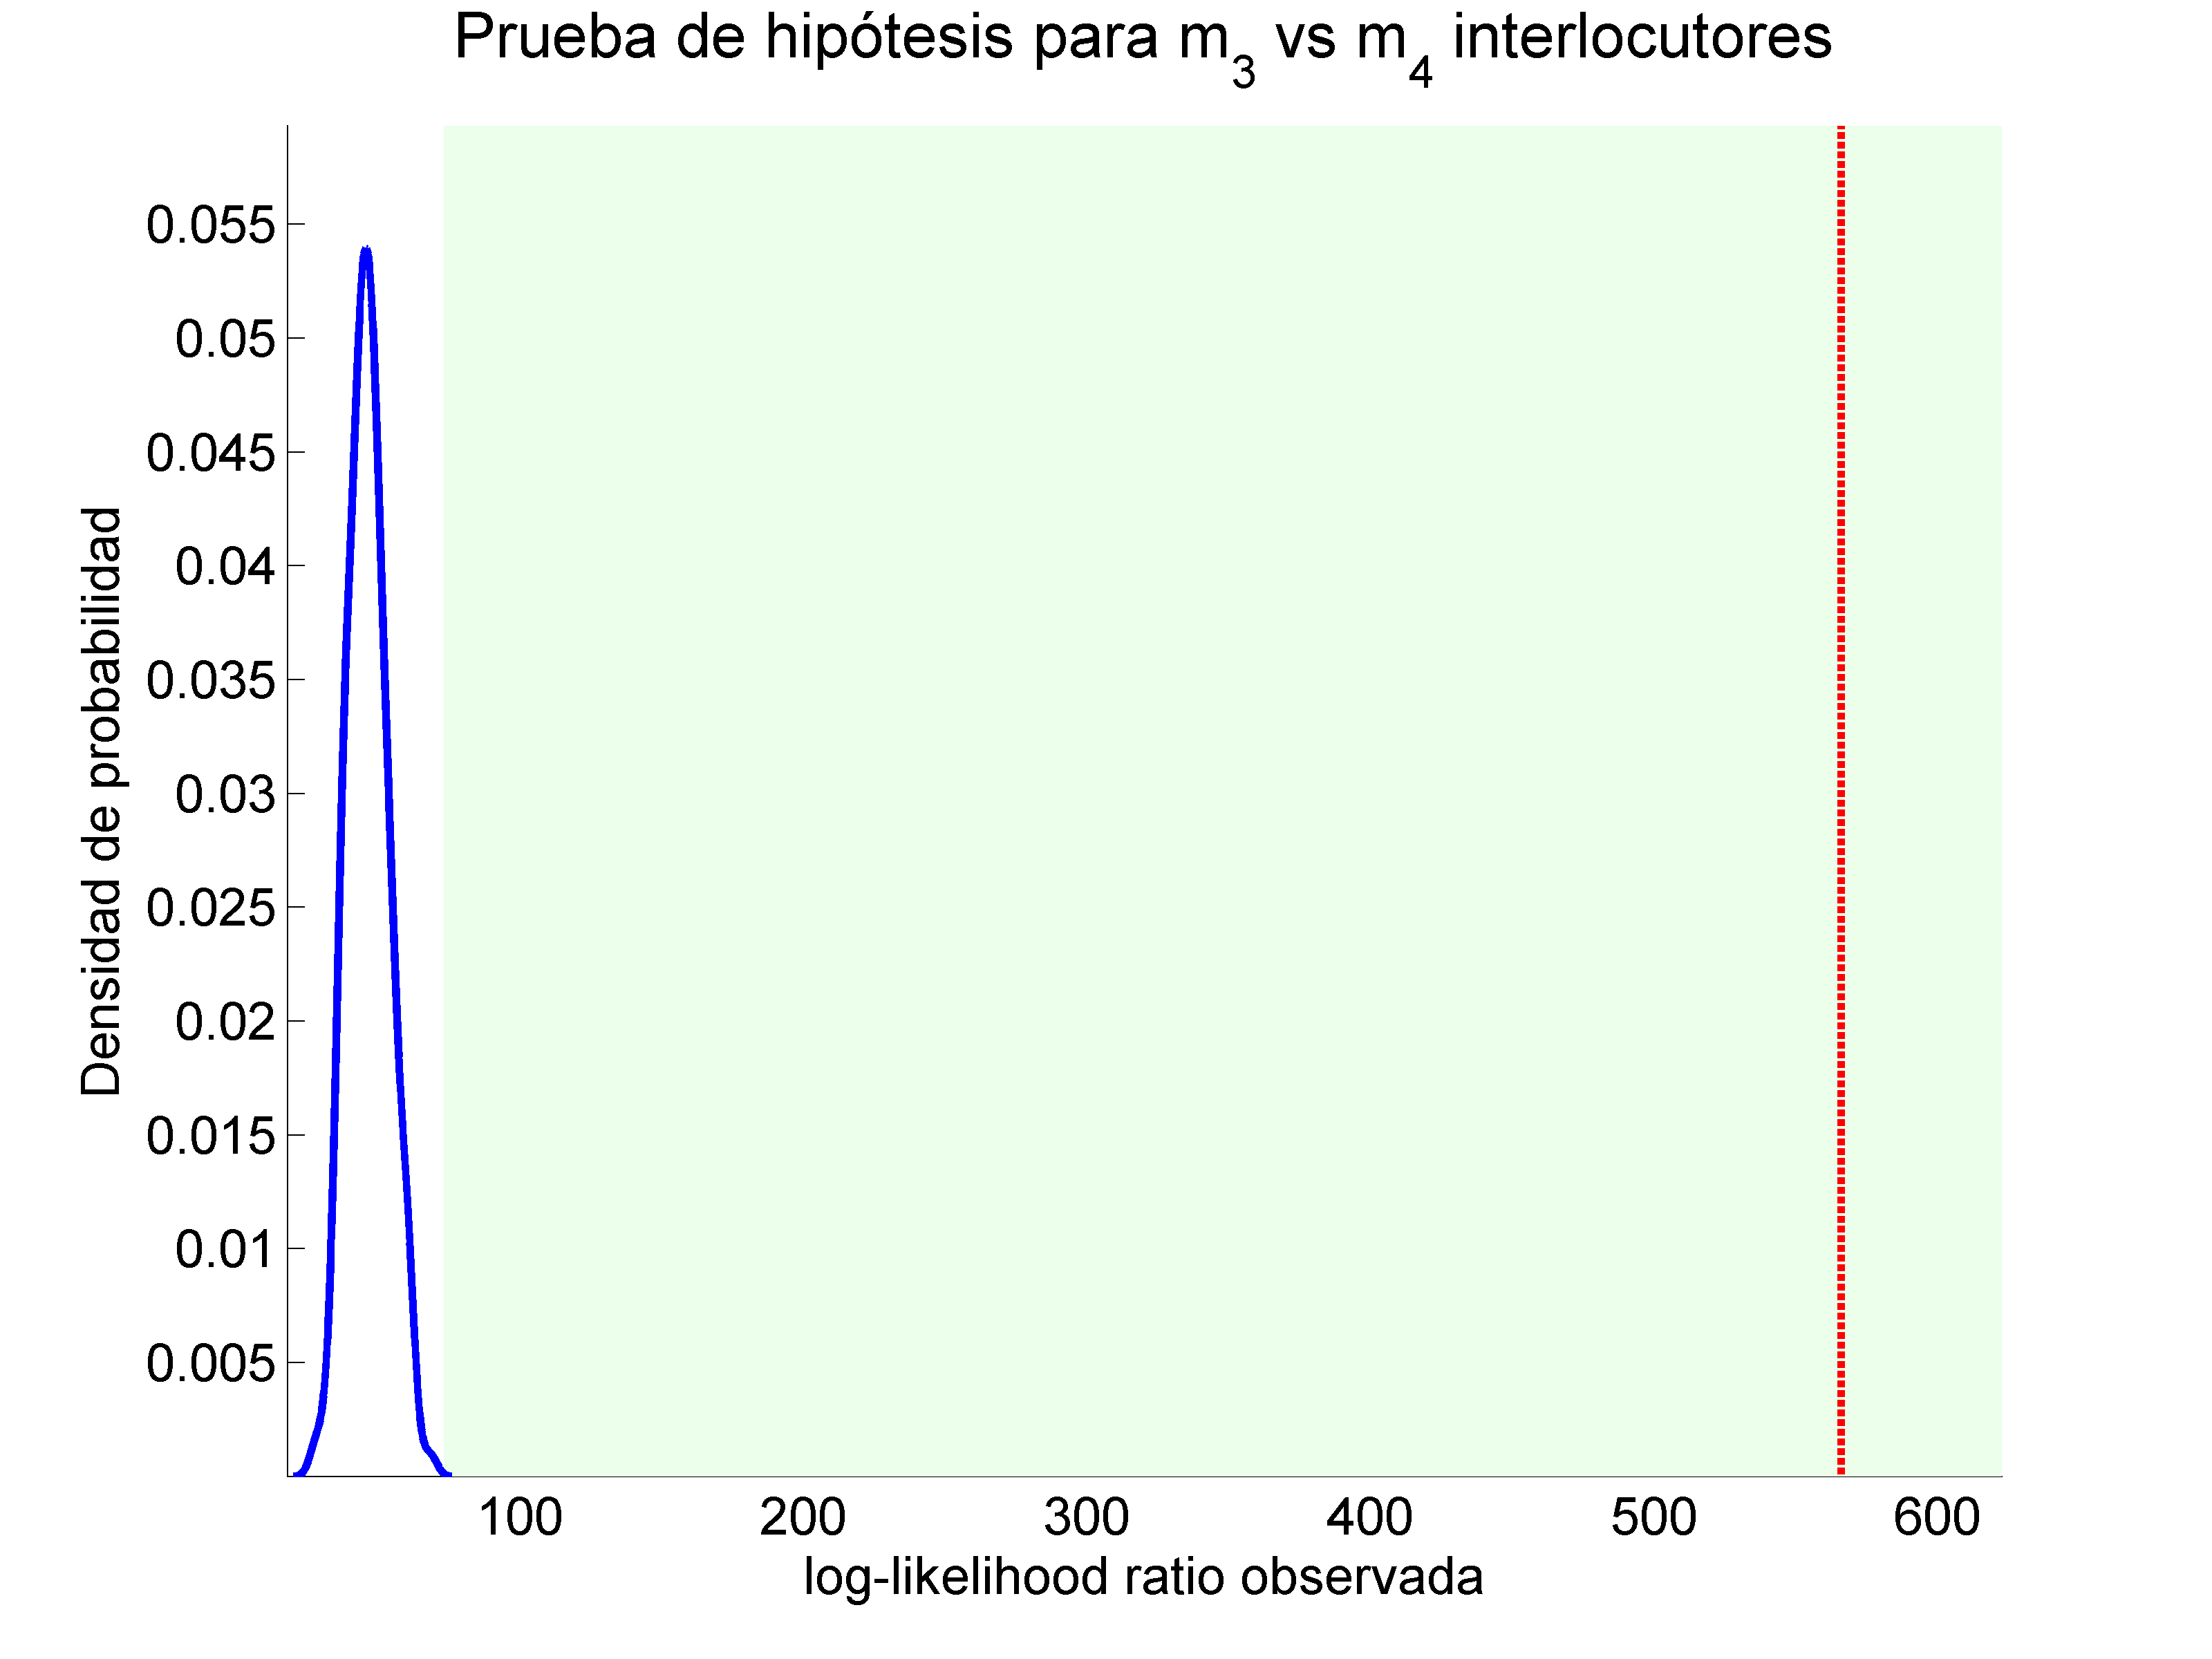 Prueba de hipótesis para m₃ vs m₄ interlocutores
Densidad de probabilidad
0.055
0.05
0.045
0.04
0.035
0.03
0.025
0.02
0.015
0.01
0.005
100 200 300 400 500 600
log-likelihood ratio observada